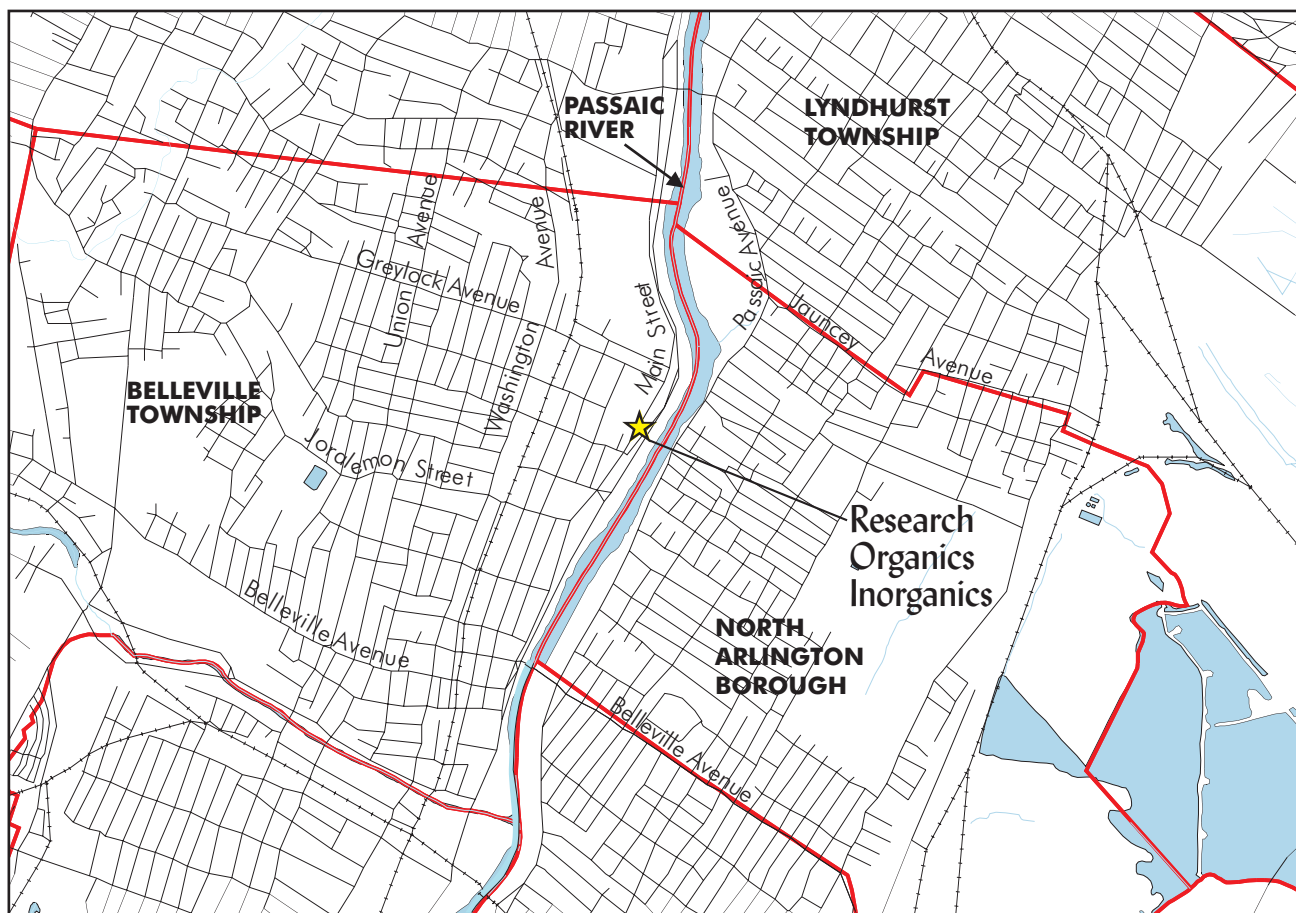 PASSAIC
RIVER
LYNDHURST
TOWNSHIP
Avenue
Avenue
Passaic Avenue
Greylock Avenue
Union
Main Street
Jauncey
Avenue
Washington
BELLEVILLE
TOWNSHIP
Joralemon Street
Research
Organics
Inorganics
Belleville Avenue
NORTH
ARLINGTON
BOROUGH
Belleville Avenue